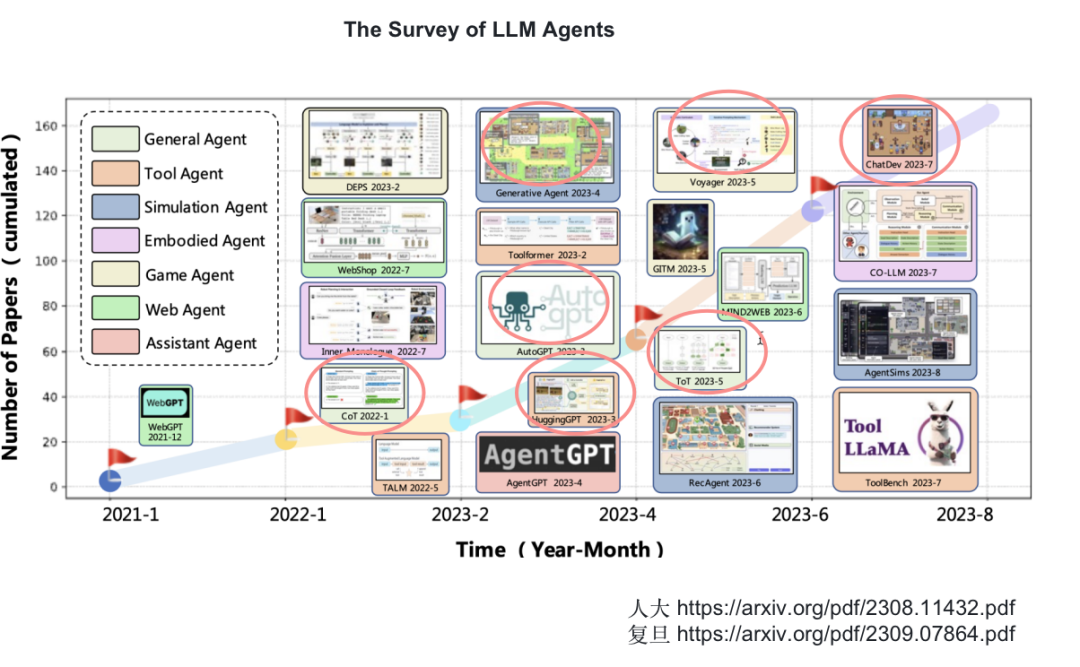 The Survey of LLM Agents
Number of Papers ( cumulated )
160
140
120
100
80
60
40
20
0
General Agent
Tool Agent
Simulation Agent
Embodied Agent
Game Agent
Web Agent
Assistant Agent
WebGPT
WebGPT
2021-12
DEPS 2023-2
WebShop 2022-7
Inner Monologue 2022-7
CoT 2022-1
TALM 2022-5
Generative Agent 2023-4
Toolformer 2023-2
Auto
gpt
HuggingGPT 2023-3
AgentGPT
AgentGPT 2023-4
Voyager 2023-5
GITM 2023-5
MIND2WEB 2023-6
ToT 2023-5
RecAgent 2023-6
ChatDev 2023-7
CO-LLM 2023-7
AgentSims 2023-8
Tool
LLaMA
ToolBench 2023-7
2021-1
2022-1
2023-2
2023-4
2023-6
2023-8
Time ( Year-Month )
人大 https://arxiv.org/pdf/2308.11432.pdf
复旦 https://arxiv.org/pdf/2309.07864.pdf